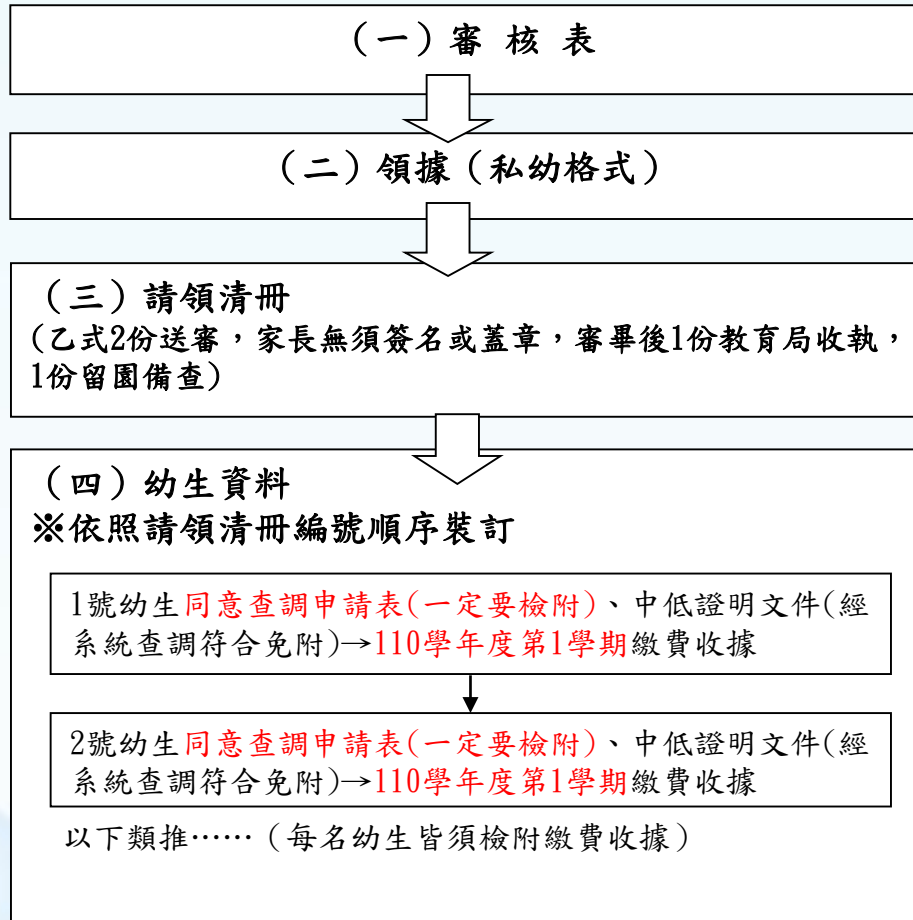 （一）審 核 表
（二）領據（私幼格式）
（三）請領清冊
(乙式2份送審，家長無須簽名或蓋章，審畢後1份教育局收執，
1份留園備查)
（四）幼生資料
※依照請領清冊編號順序裝訂
1號幼生同意查調申請表(一定要檢附)、中低證明文件(經
系統查調符合免附)→110學年度第1學期繳費收據
2號幼生同意查調申請表(一定要檢附)、中低證明文件(經
系統查調符合免附)→110學年度第1學期繳費收據
以下類推……（每名幼生皆須檢附繳費收據）